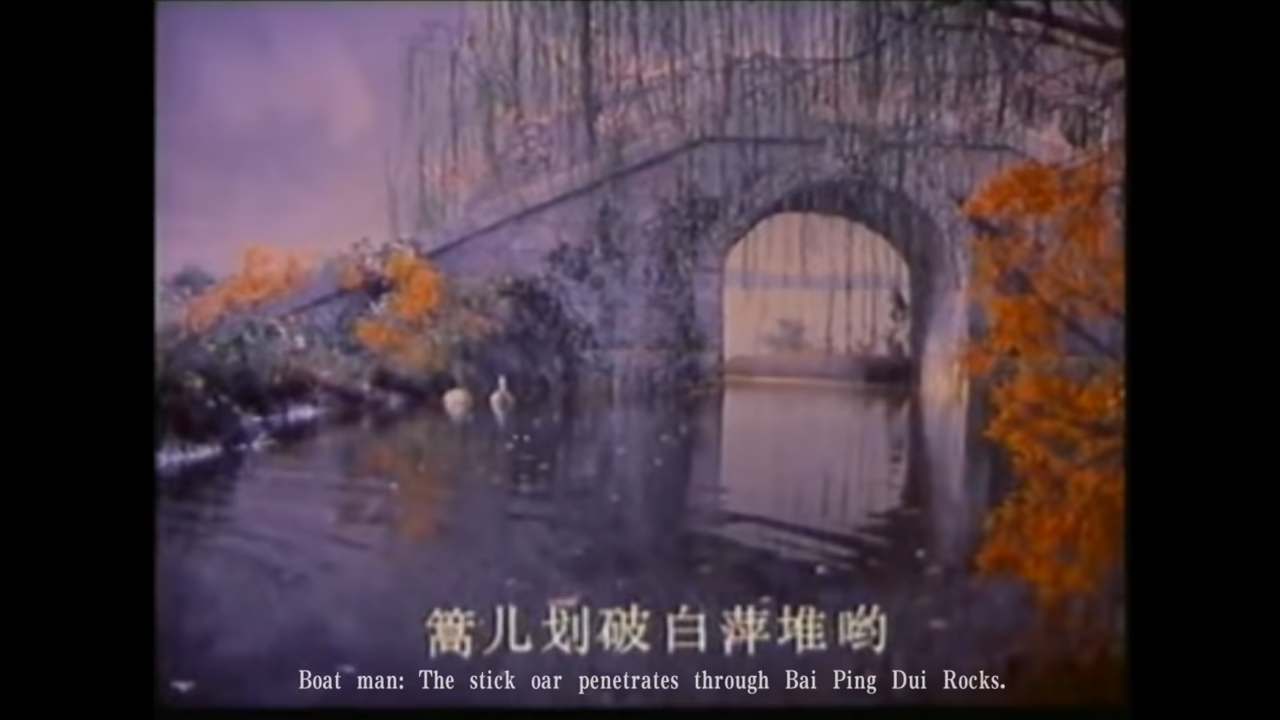 篙儿划破白萍堆哟
Boat man: The stick oar penetrates through Bai Ping Dui Rocks.